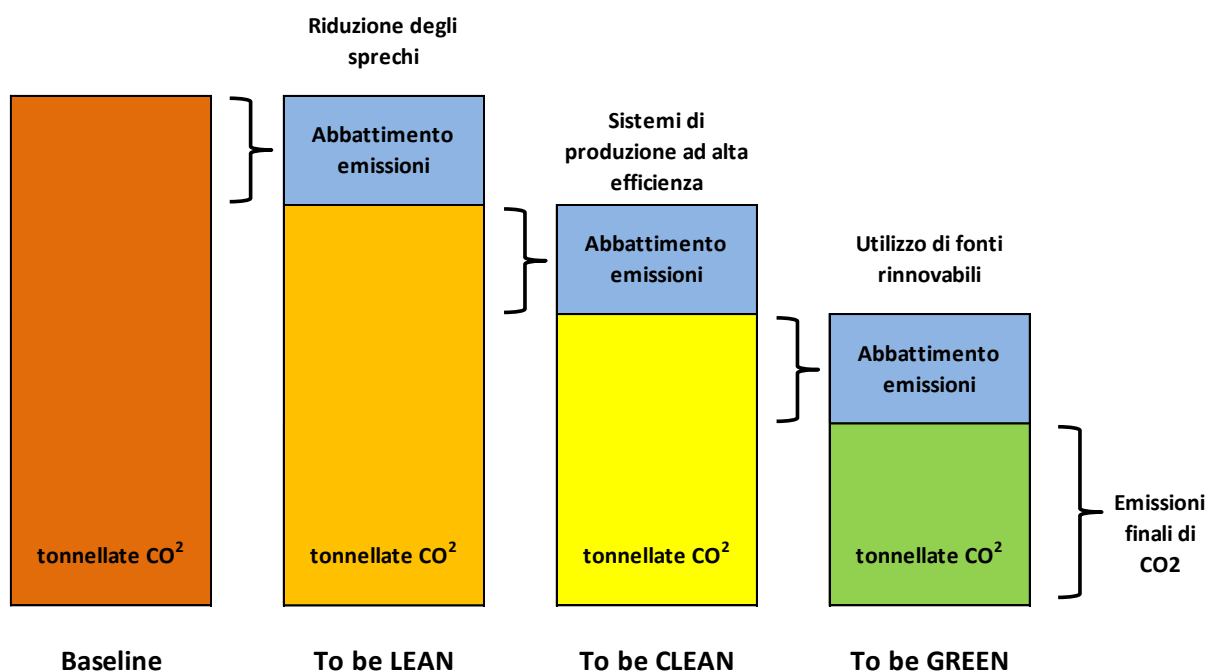 Riduzione degli
sprechi
Abbattimento
emissioni
Sistemi di
produzione ad alta
efficienza
Abbattimento
emissioni
Utilizzo di fonti
rinnovabili
Abbattimento
emissioni
tonnellate CO²
tonnellate CO²
tonnellate CO²
tonnellate CO²
Emissioni
finali di
CO2
Baseline
To be LEAN
To be CLEAN
To be GREEN